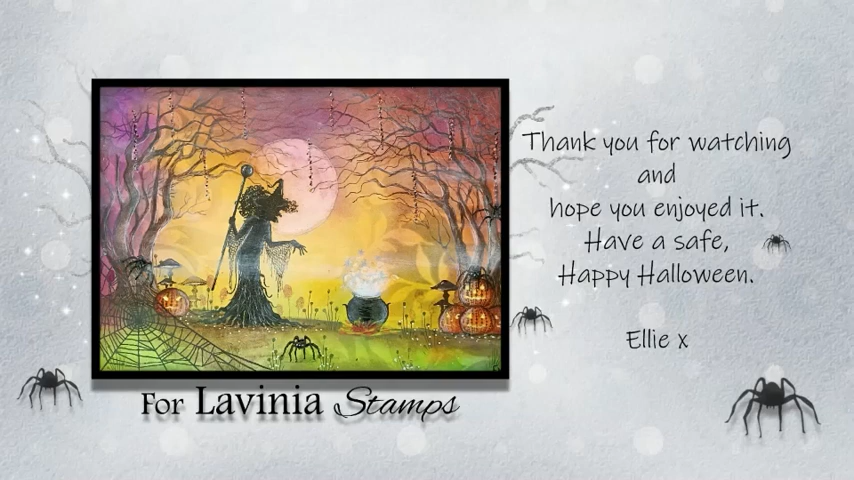 Thank you for watching
and
hope you enjoyed it.
Have a safe,
Happy Halloween.
Ellie x
For Lavinia Stamps